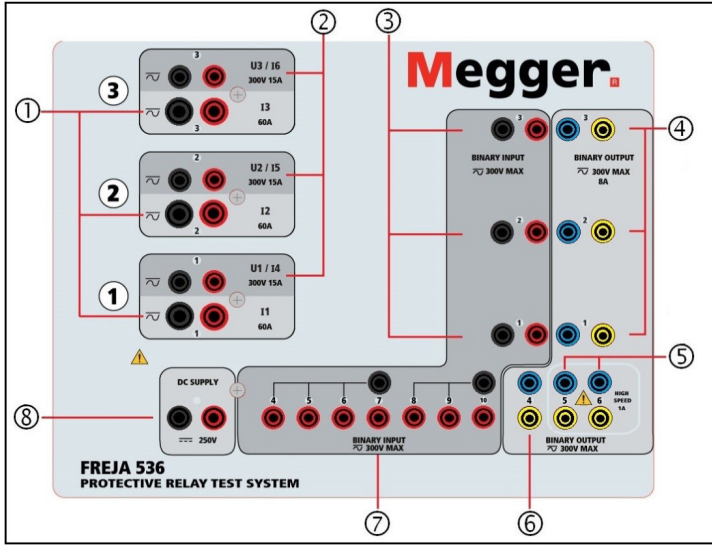 ① ② ③ ④ ⑤ ⑥ ⑦ ⑧
Megger®
3
3
U3 / I6
300V 15A
I3
60A
3
2
2
U2 / I5
300V 15A
I2
60A
2
1
1
U1 / I4
300V 15A
I1
60A
1
3
BINARY INPUT
300V MAX
2
1
3
BINARY OUTPUT
300V MAX
8A
2
1
DC SUPPLY
250V
4 5 6 7 8 9 10
BINARY INPUT
300V MAX
4 5 6
HIGH
SPEED
1A
BINARY OUTPUT
300V MAX
FREJA 536
PROTECTIVE RELAY TEST SYSTEM